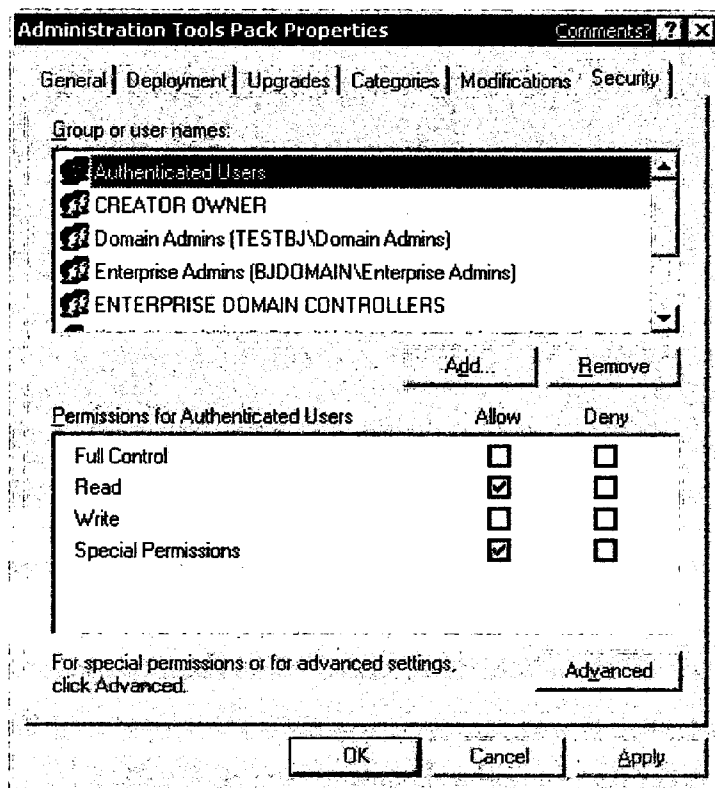 Administration Tools Pack Properties Comments? ? X
General Deployment Upgrades Categories Modifications Security
Group or user names:
Authenticated Users
CREATOR OWNER
Domain Admins (TESTBJ\Domain Admins)
Enterprise Admins (BJDOMAIN\Enterprise Admins)
ENTERPRISE DOMAIN CONTROLLERS
Add... Remove
Permissions for Authenticated Users Allow Deny
Full Control
Read
Write
Special Permissions
For special permissions or for advanced settings, Advanced
click Advanced.
OK Cancel Apply